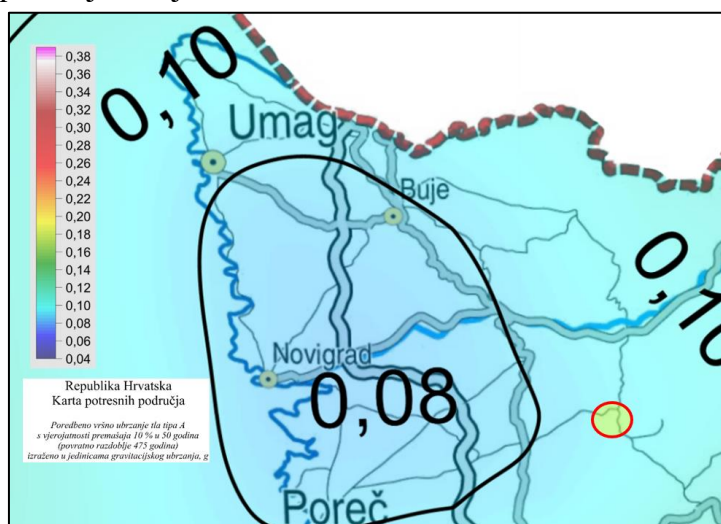 0,10
Umag
Buje
0,38
0,36
0,34
0,32
0,30
0,28
0,26
0,24
0,22
0,20
0,18
0,16
0,14
0,12
0,10
0,08
0,06
0,04
0,10
Novigrad
0,08
Republika Hrvatska
Karta potresnih područja
Poredbeno vršno ubrzanje tla tipa A
s vjerojatnosti premašaja 10 % u 50 godina
(povratno razdoblje 475 godina)
izraženo u jedinicama gravitacijskog ubrzanja, g
Poreč